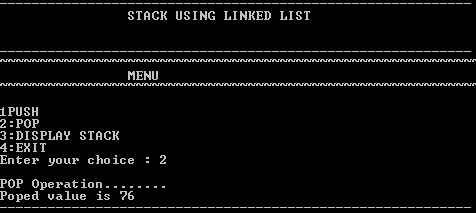 STACK USING LINKED LIST
MENU
1PUSH
2:POP
3:DISPLAY STACK
4:EXIT
Enter your choice : 2
POP Operation........
Poped value is 76